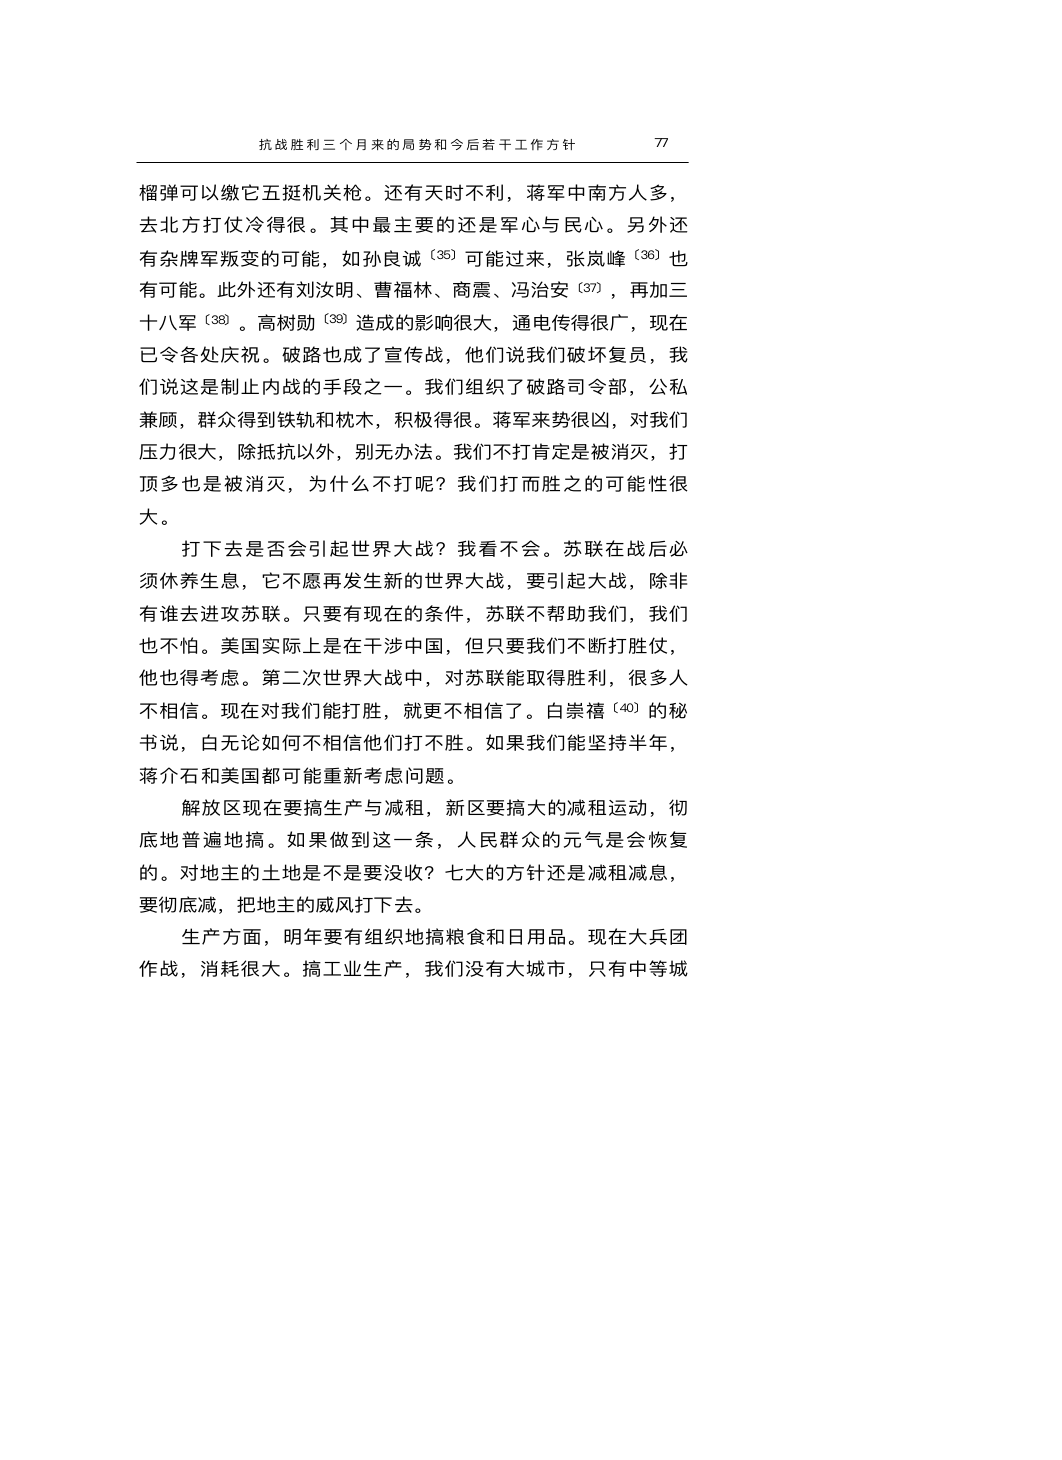 抗战胜利三个月来的局势和今后若干工作方针 77
榴弹可以缴它五挺机关枪。还有天时不利，蒋军中南方人多，
去北方打仗冷得很。其中最主要的还是军心与民心。另外还
有杂牌军叛变的可能，如孙良诚〔35〕可能过来，张岚峰〔36〕也
有可能。此外还有刘汝明、曹福林、商震、冯治安〔37〕，再加三
十八军〔38〕。高树勋〔39〕造成的影响很大，通电传得很广，现在
已令各处庆祝。破路也成了宣传战，他们说我们破坏复员，我
们说这是制止内战的手段之一。我们组织了破路司令部，公私
兼顾，群众得到铁轨和枕木，积极得很。蒋军来势很凶，对我们
压力很大，除抵抗以外，别无办法。我们不打肯定是被消灭，打
顶多也是被消灭，为什么不打呢？我们打而胜之的可能性很
大。
打下去是否会引起世界大战？我看不会。苏联在战后必
须休养生息，它不愿再发生新的世界大战，要引起大战，除非
有谁去进攻苏联。只要有现在的条件，苏联不帮助我们，我们
也不怕。美国实际上是在干涉中国，但只要我们不断打胜仗，
他也得考虑。第二次世界大战中，对苏联能取得胜利，很多人
不相信。现在对我们能打胜，就更不相信了。白崇禧〔40〕的秘
书说，白无论如何不相信他们打不胜。如果我们能坚持半年，
蒋介石和美国都可能重新考虑问题。
解放区现在要搞生产与减租，新区要搞大的减租运动，彻
底地普遍地搞。如果做到这一条，人民群众的元气是会恢复
的。对地主的土地是不是要没收？七大的方针还是减租减息，
要彻底减，把地主的威风打下去。
生产方面，明年要有组织地搞粮食和日用品。现在大兵团
作战，消耗很大。搞工业生产，我们没有大城市，只有中等城